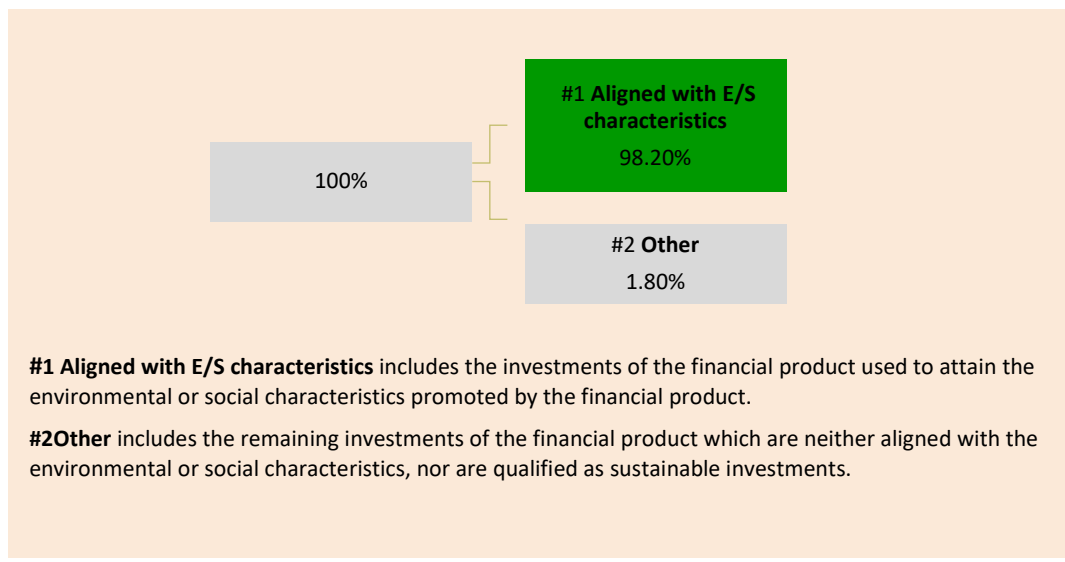 #1 Aligned with E/S
characteristics
98.20%
100%
#2 Other
1.80%
#1 Aligned with E/S characteristics includes the investments of the financial product used to attain the
environmental or social characteristics promoted by the financial product.
#2Other includes the remaining investments of the financial product which are neither aligned with the
environmental or social characteristics, nor are qualified as sustainable investments.